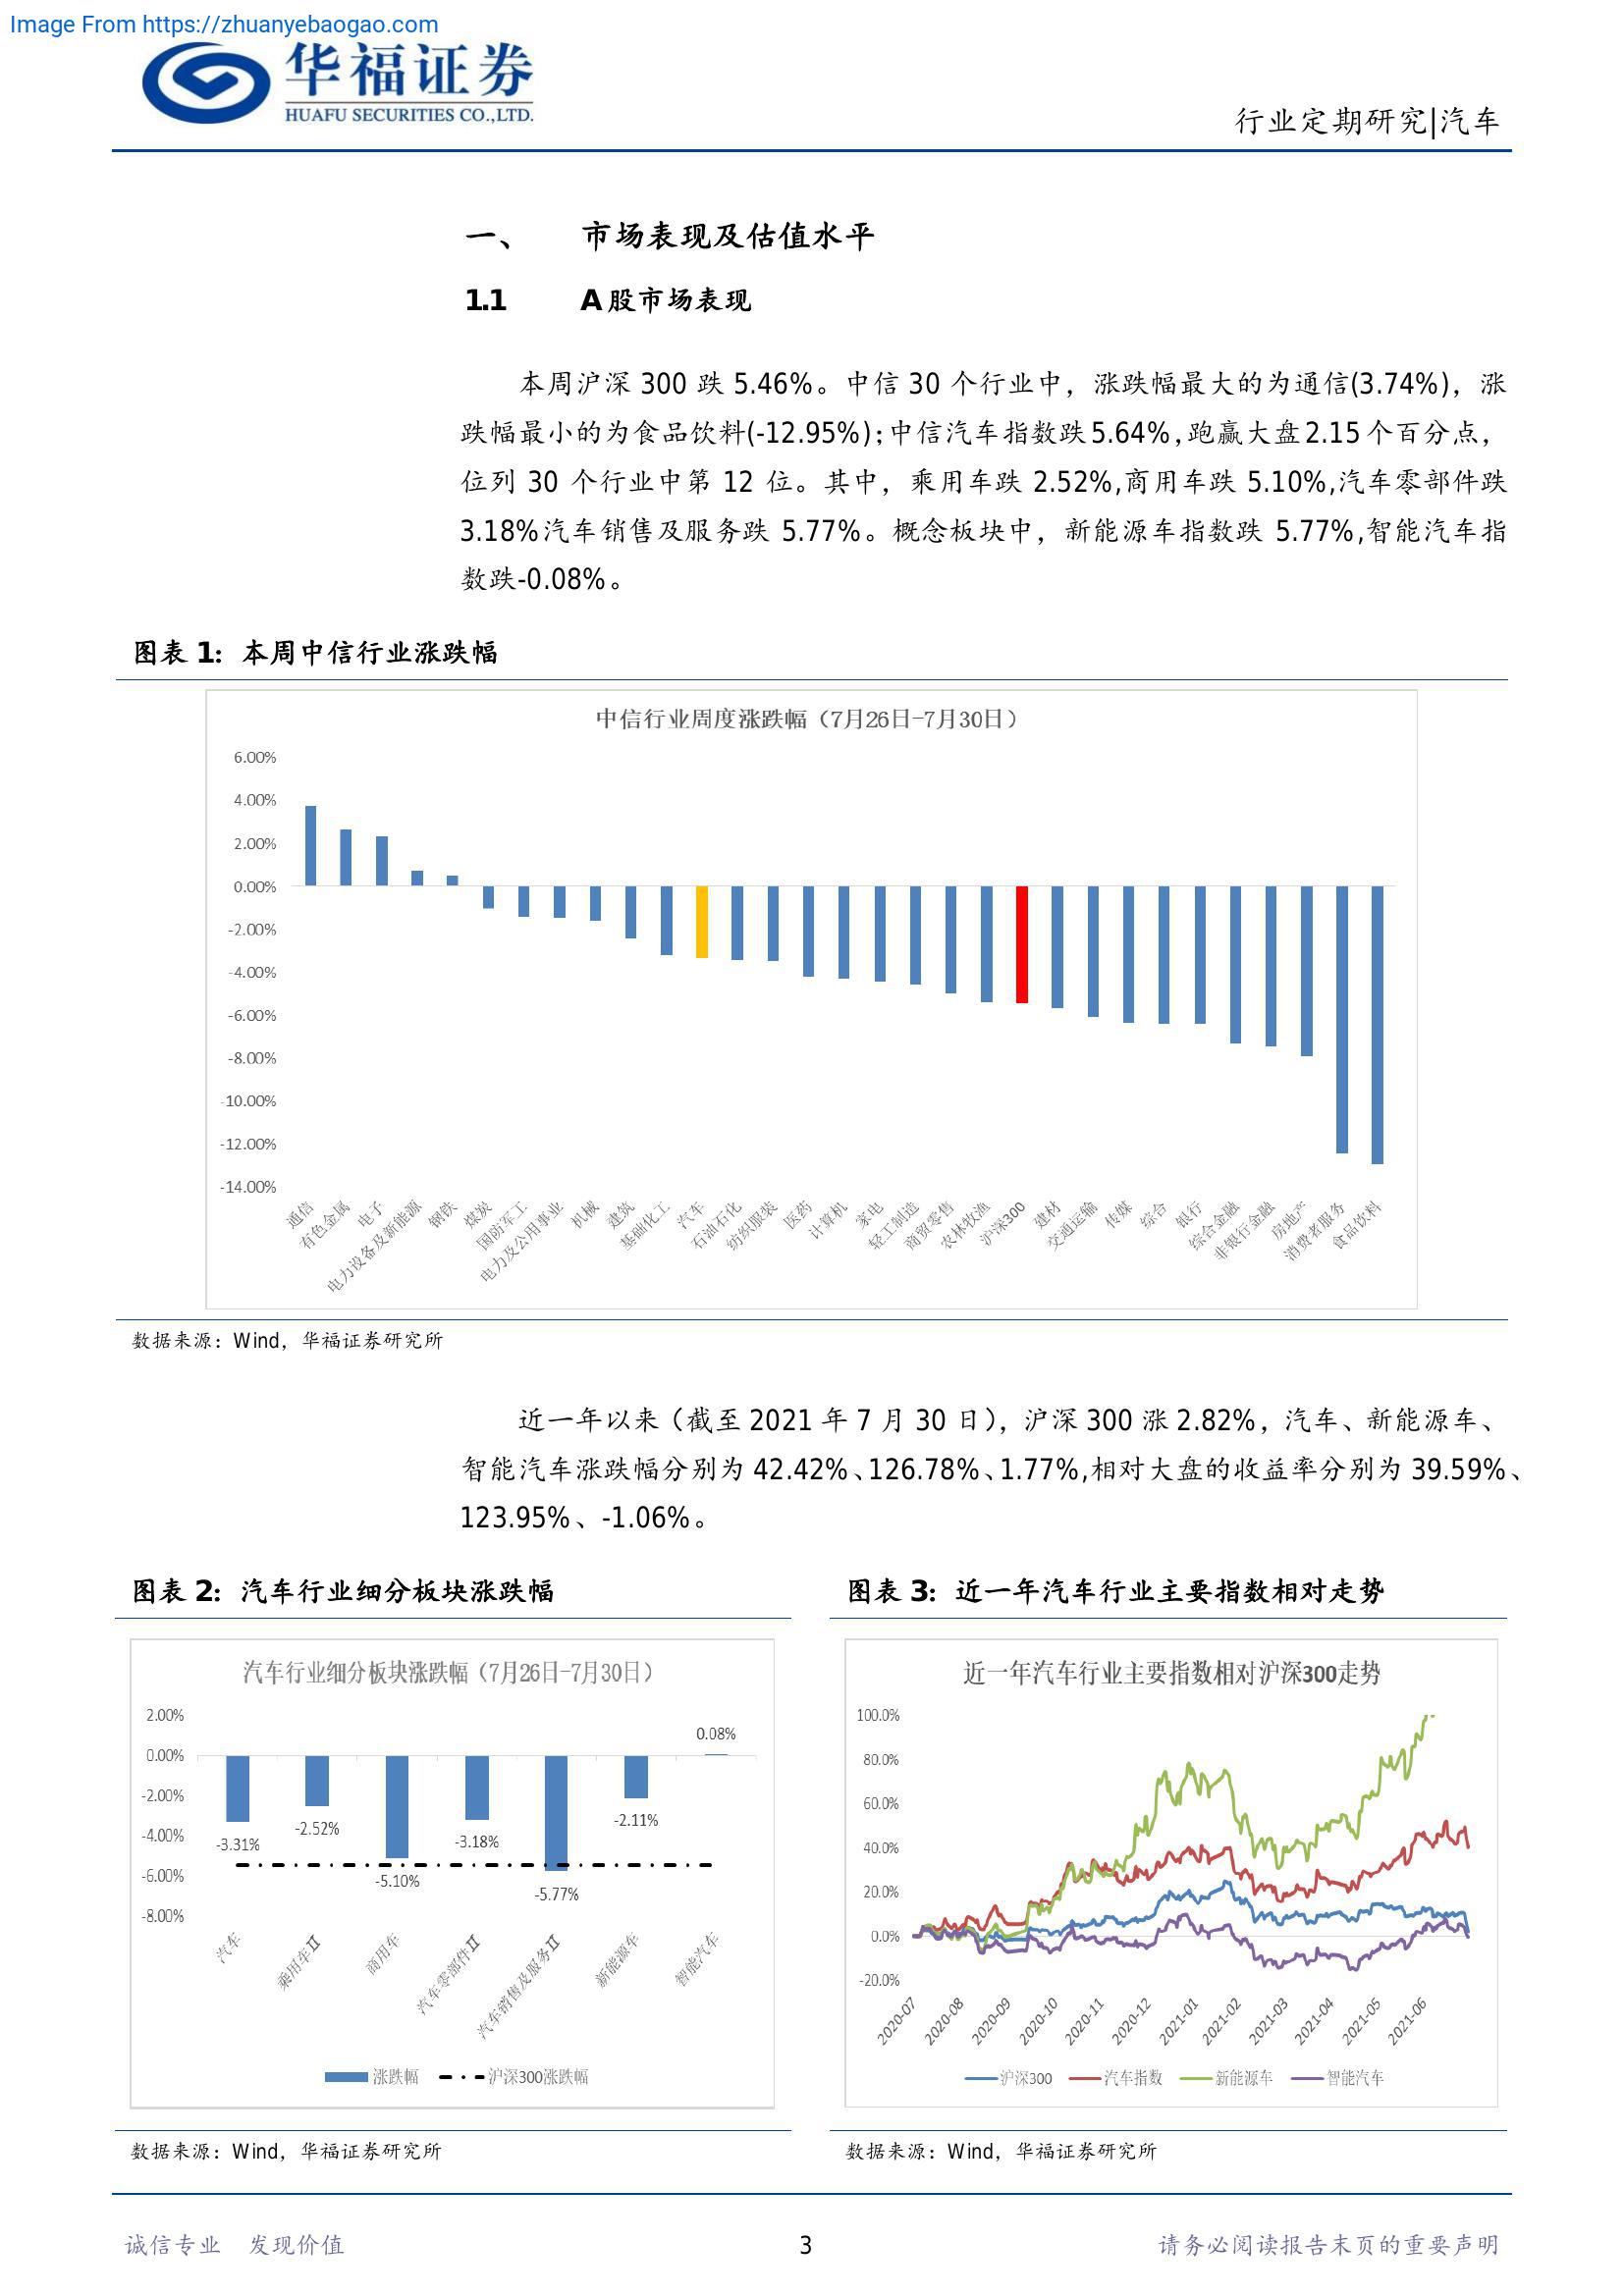 Image From https://zhuanyebaogao.com
华福证券
HUAFU SECURITIES CO.,LTD.
行业定期研究|汽车
一、 市场表现及估值水平
1.1 A股市场表现
本周沪深 300 跌 5.46%。中信 30 个行业中，涨跌幅最大的为通信(3.74%)，涨
跌幅最小的为食品饮料(-12.95%)；中信汽车指数跌 5.64%,跑赢大盘 2.15 个百分点，
位列 30 个行业中第 12 位。其中，乘用车跌 2.52%,商用车跌 5.10%,汽车零部件跌
3.18%汽车销售及服务跌 5.77%。概念板块中，新能源车指数跌 5.77%,智能汽车指
数跌-0.08%。
图表 1：本周中信行业涨跌幅
中信行业周度涨跌幅（7月26日-7月30日）
6.00%
4.00%
2.00%
0.00%
-2.00%
-4.00%
-6.00%
-8.00%
-10.00%
-12.00%
-14.00%
通信
有色金属
电子
电力设备及新能源
钢铁
煤炭
国防军工
电力及公用事业
机械
建筑
基础化工
汽车
石油石化
纺织服装
医药
计算机
家电
轻工制造
商贸零售
农林牧渔
沪深300
建材
交通运输
传媒
综合
银行
综合金融
非银行金融
房地产
消费者服务
食品饮料
数据来源：Wind，华福证券研究所
近一年以来（截至 2021 年 7 月 30 日），沪深 300 涨 2.82%，汽车、新能源车、
智能汽车涨跌幅分别为 42.42%、126.78%、1.77%,相对大盘的收益率分别为 39.59%、
123.95%、-1.06%。
图表 2：汽车行业细分板块涨跌幅
汽车行业细分板块涨跌幅（7月26日-7月30日）
2.00%
0.00%
-2.00%
-4.00%
-6.00%
-8.00%
-3.31%
-2.52%
-5.10%
-3.18%
-5.77%
-2.11%
0.08%
汽车
乘用车II
商用车
汽车零部件II
汽车销售及服务II
新能源车
智能汽车
涨跌幅
沪深300涨跌幅
数据来源：Wind，华福证券研究所
图表 3：近一年汽车行业主要指数相对走势
近一年汽车行业主要指数相对沪深300走势
100.0%
80.0%
60.0%
40.0%
20.0%
0.0%
-20.0%
2020-07
2020-08
2020-09
2020-10
2020-11
2020-12
2021-01
2021-02
2021-03
2021-04
2021-05
2021-06
沪深300
汽车指数
新能源车
智能汽车
数据来源：Wind，华福证券研究所
诚信专业 发现价值
3
请务必阅读报告末页的重要声明